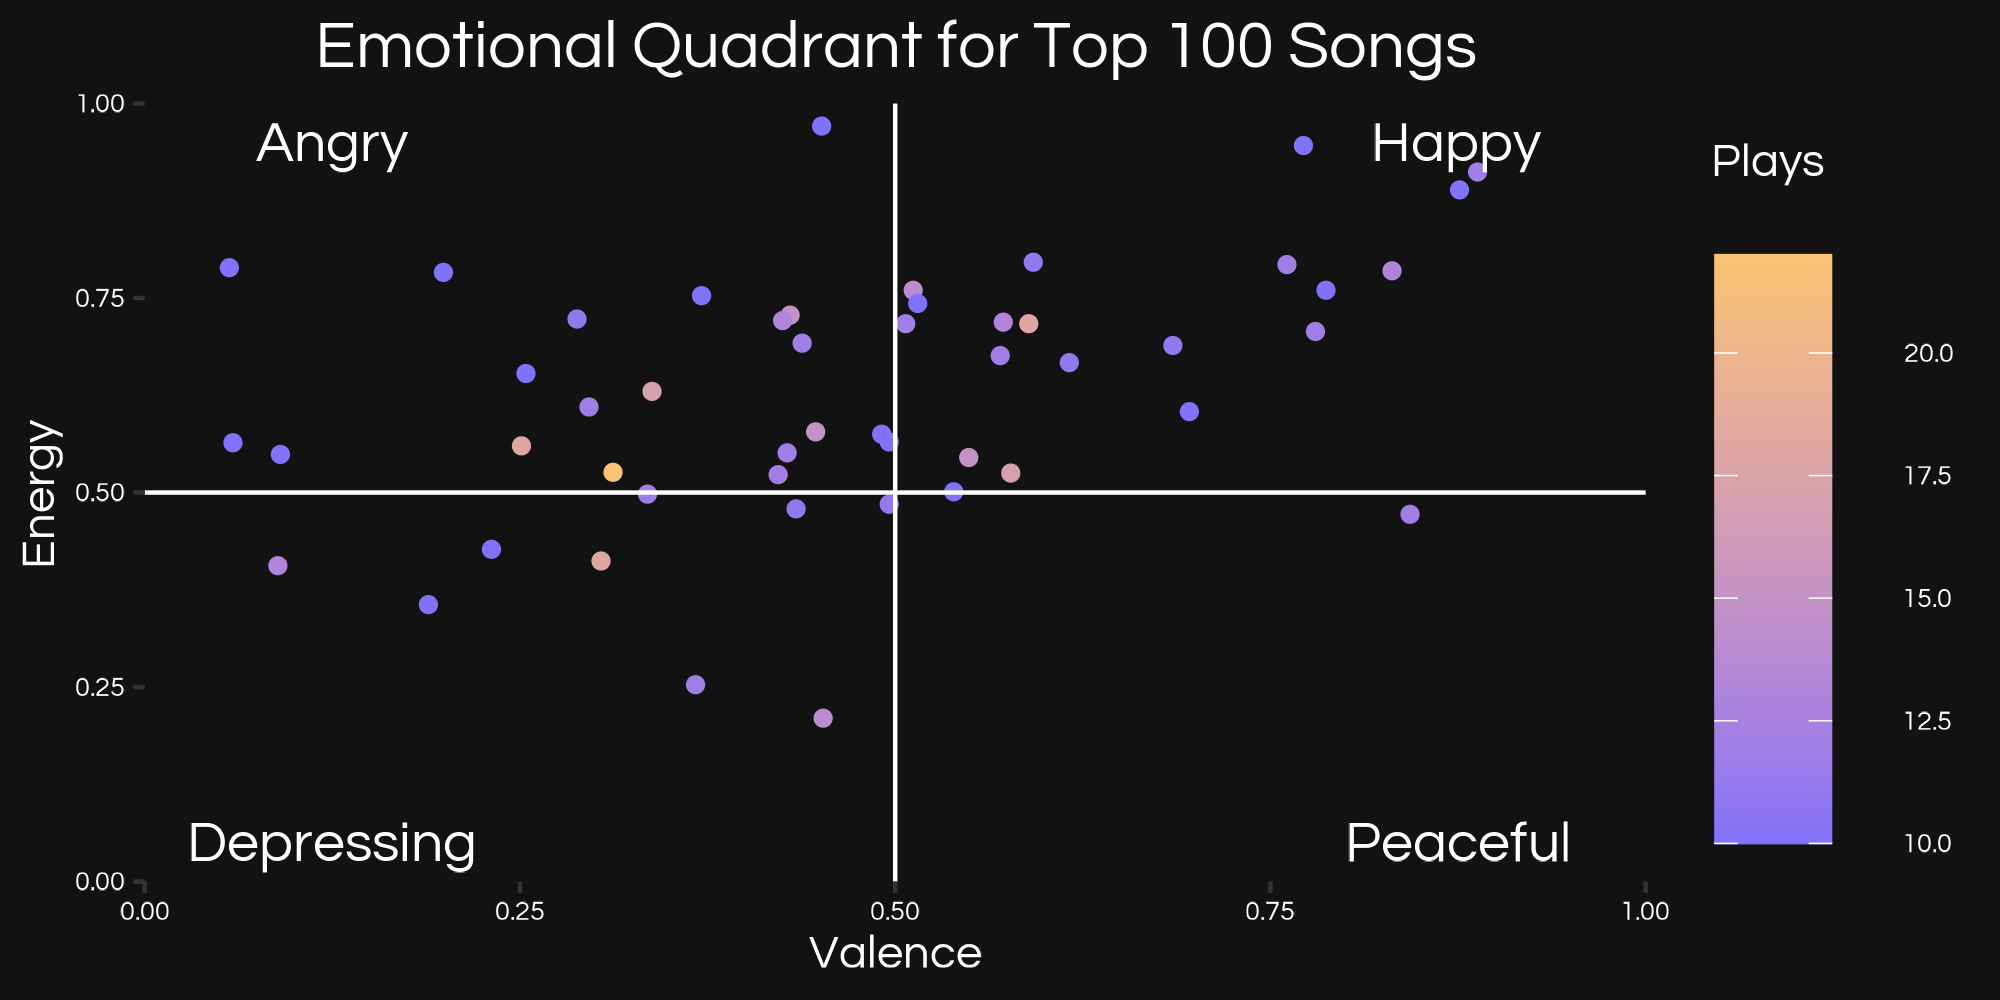 Emotional Quadrant for Top 100 Songs
1.00
Angry
Happy
Plays
0.75
20.0
17.5
Energy
0.50
15.0
0.25
12.5
Depressing
Peaceful
10.0
0.00
0.00
0.25
0.50
0.75
1.00
Valence